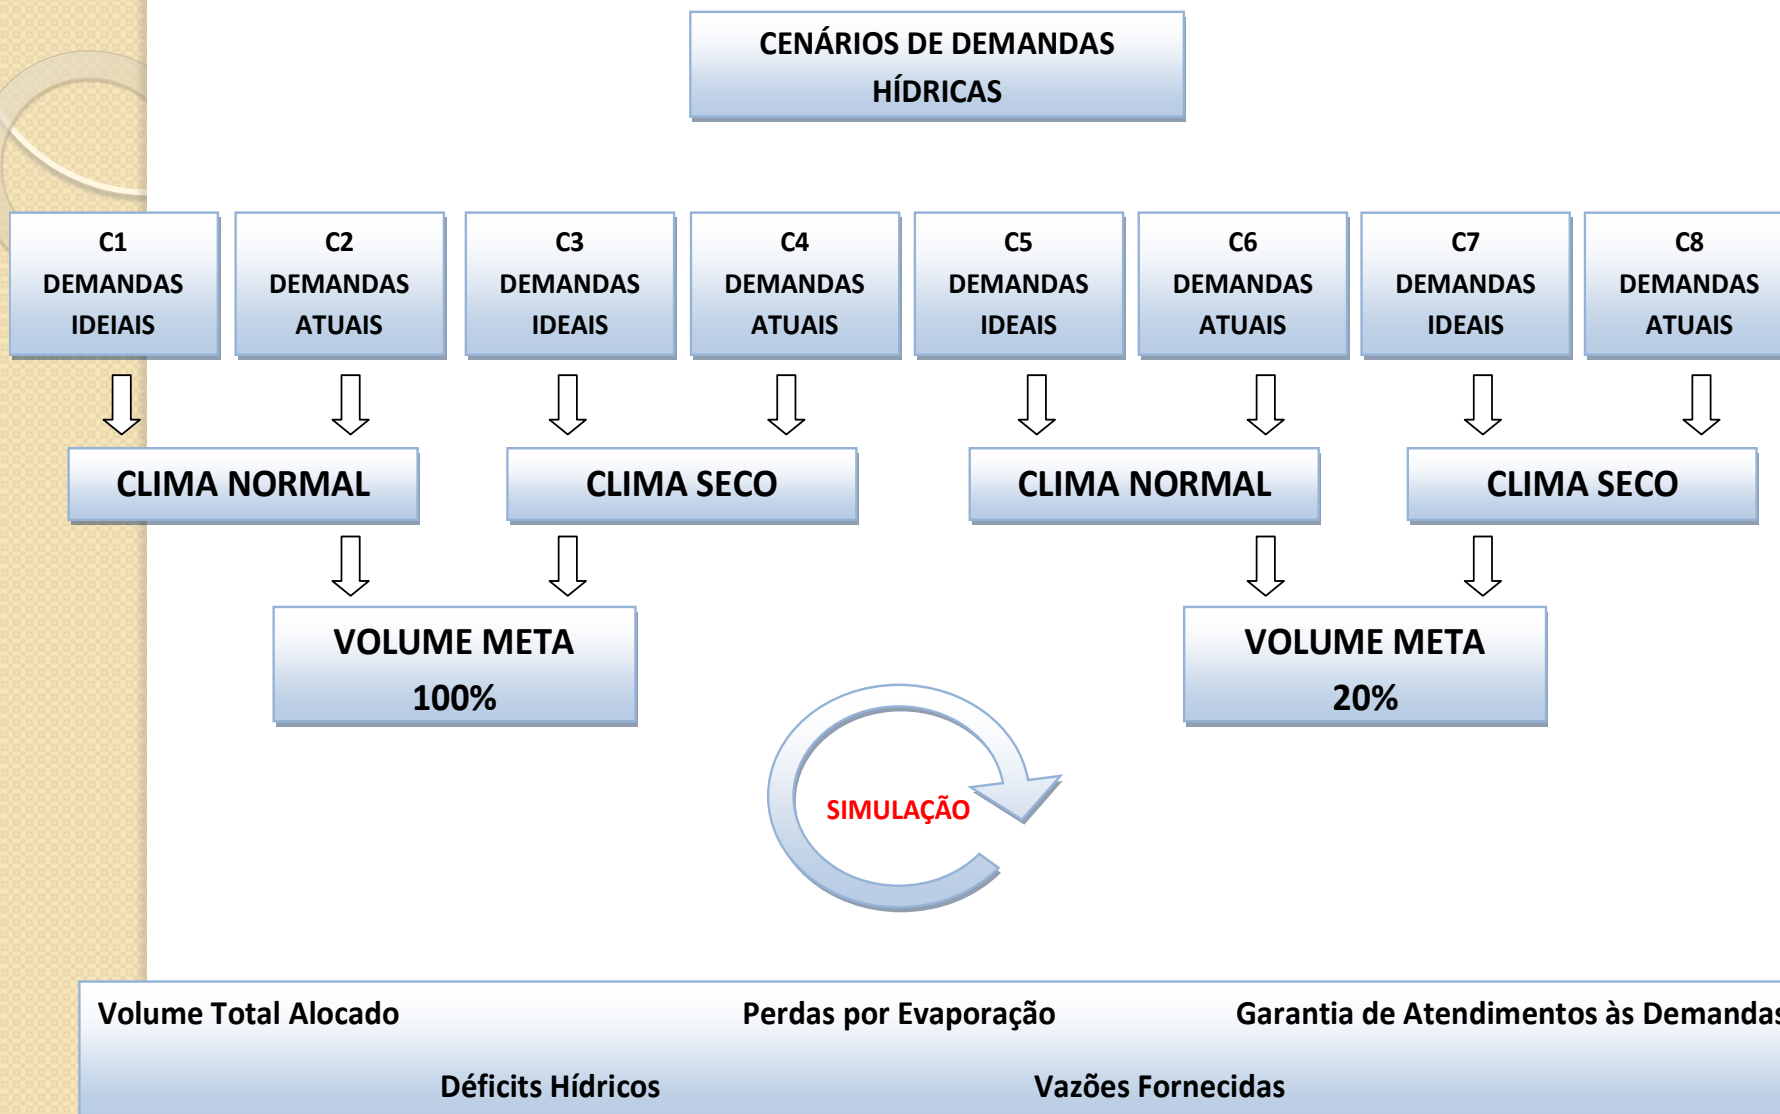 CENÁRIOS DE DEMANDAS
HÍDRICAS
C1
DEMANDAS
IDEIAIS
C2
DEMANDAS
ATUAIS
C3
DEMANDAS
IDEAIS
C4
DEMANDAS
ATUAIS
C5
DEMANDAS
IDEAIS
C6
DEMANDAS
ATUAIS
C7
DEMANDAS
IDEAIS
C8
DEMANDAS
ATUAIS
CLIMA NORMAL
CLIMA SECO
CLIMA NORMAL
CLIMA SECO
VOLUME META
100%
VOLUME META
20%
SIMULAÇÃO
Volume Total Alocado
Perdas por Evaporação
Garantia de Atendimentos às Demandas
Déficits Hídricos
Vazões Fornecidas